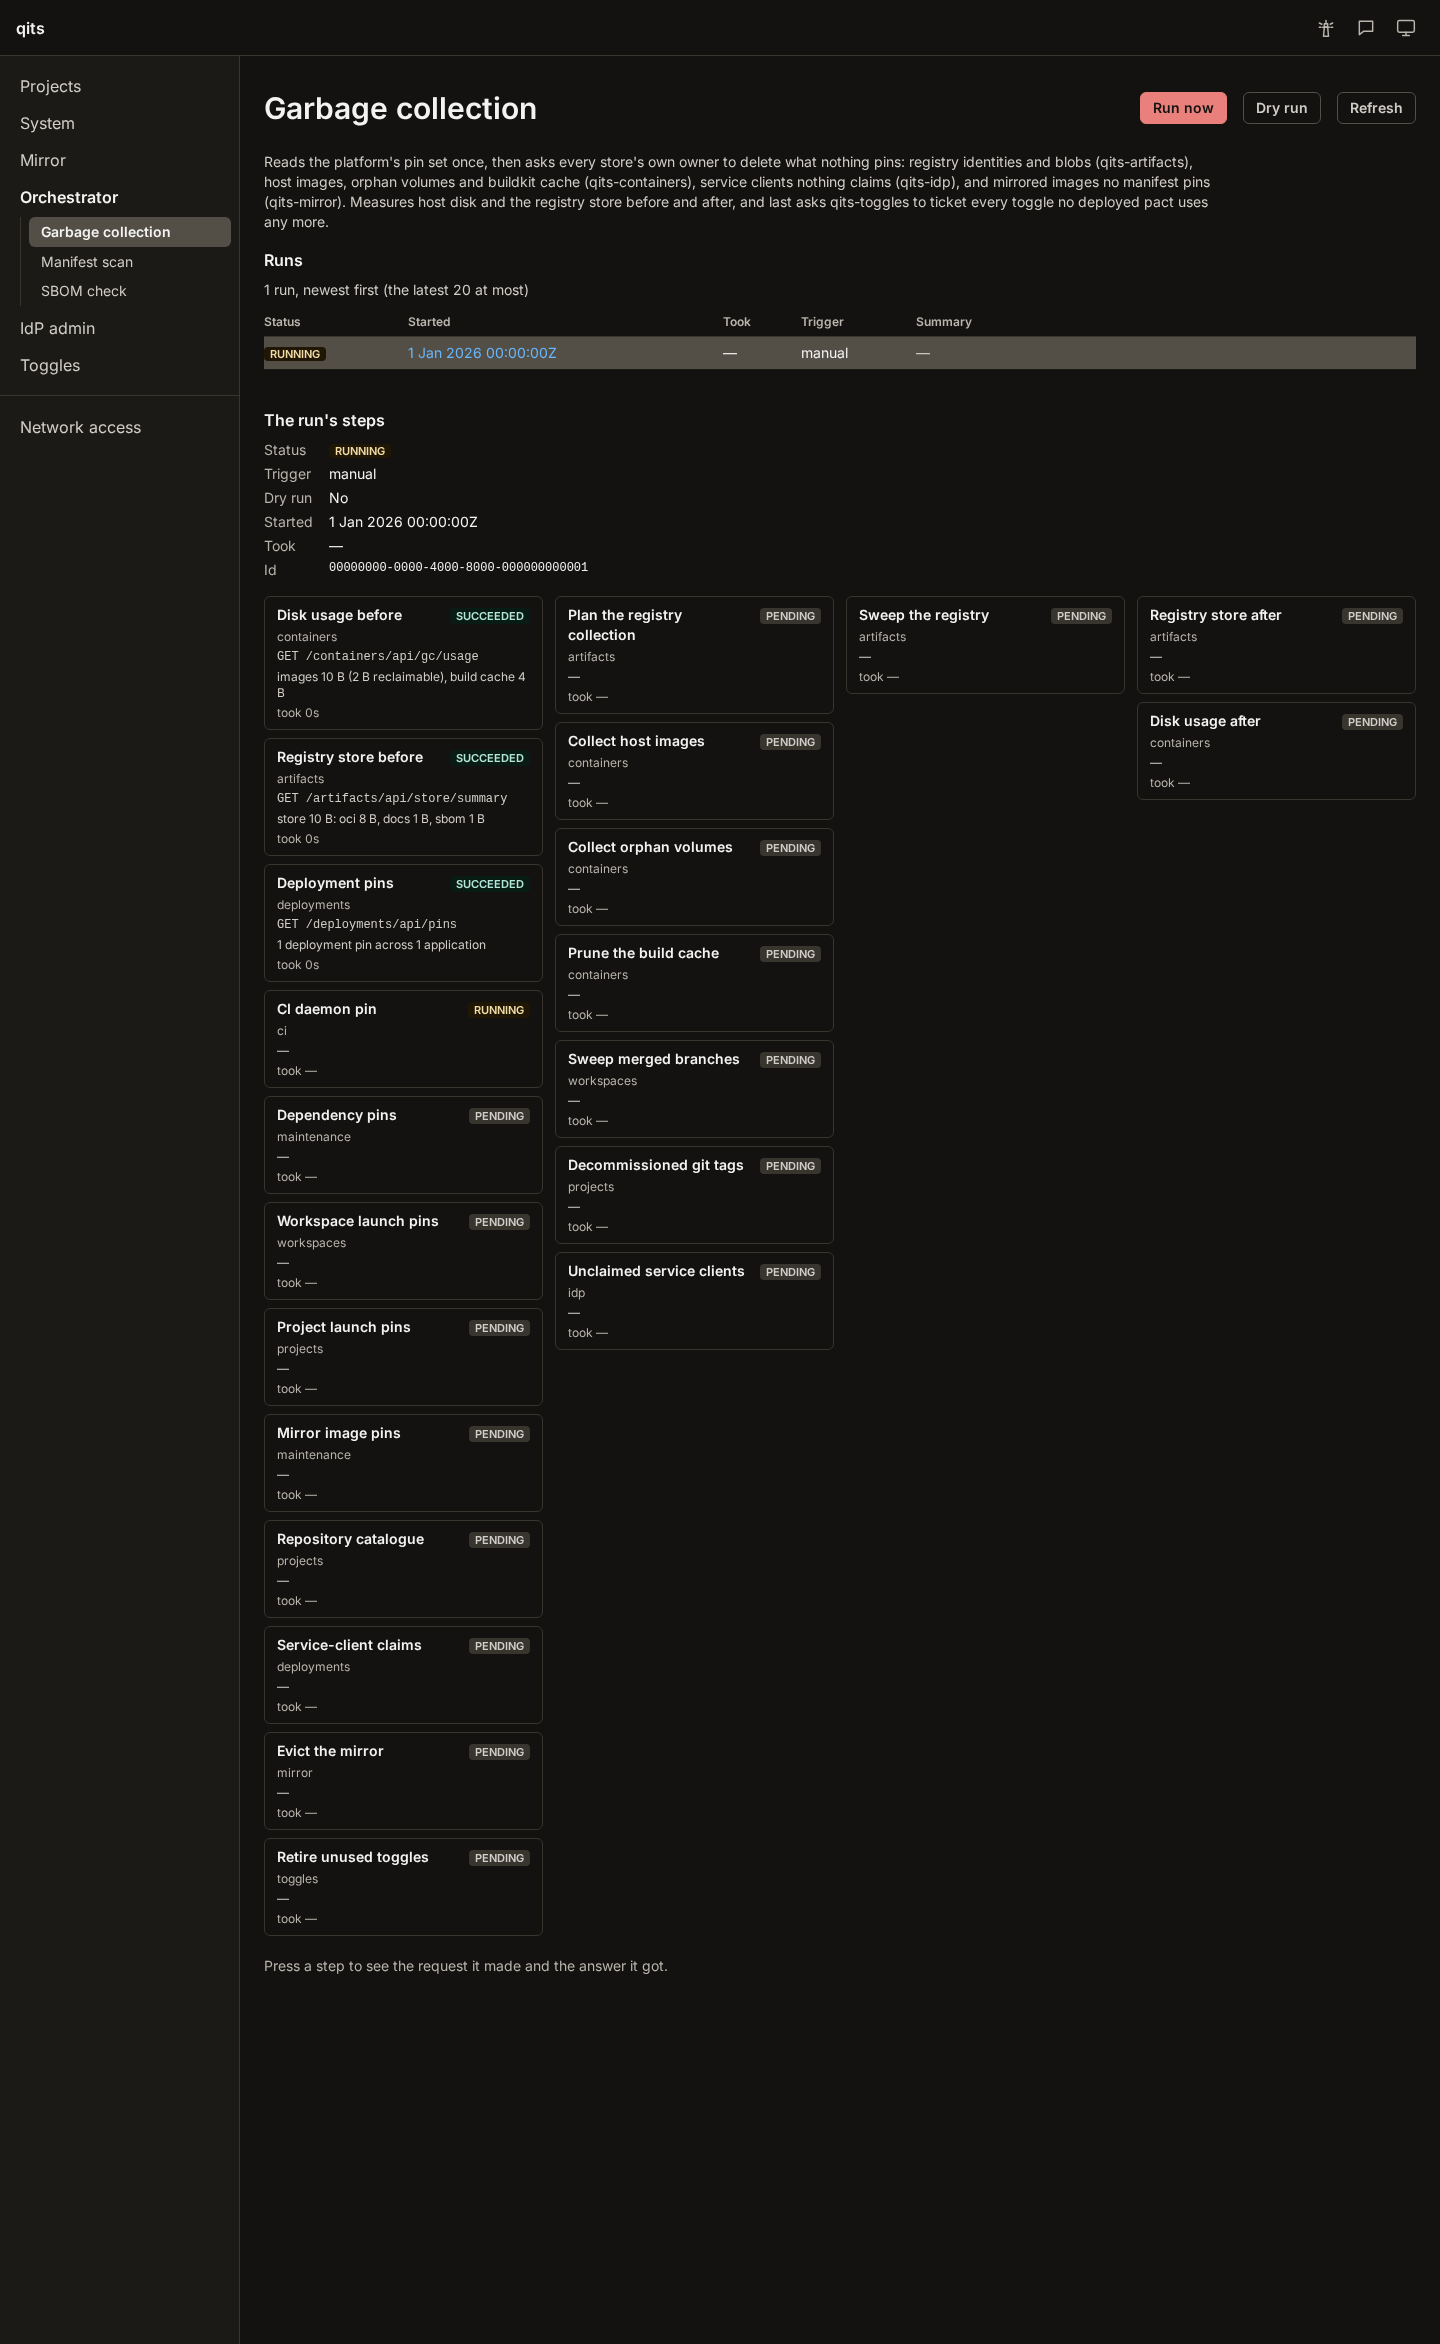 qits
Projects
System
Mirror
Orchestrator
Garbage collection
Manifest scan
SBOM check
IdP admin
Toggles
Network access
Garbage collection
Run now
Dry run
Refresh
Reads the platform's pin set once, then asks every store's own owner to delete what nothing pins: registry identities and blobs (qits-artifacts),
host images, orphan volumes and buildkit cache (qits-containers), service clients nothing claims (qits-idp), and mirrored images no manifest pins
(qits-mirror). Measures host disk and the registry store before and after, and last asks qits-toggles to ticket every toggle no deployed pact uses
any more.
Runs
1 run, newest first (the latest 20 at most)
Status Started Took Trigger Summary
RUNNING 1 Jan 2026 00:00:00Z — manual —
The run's steps
Status RUNNING
Trigger manual
Dry run No
Started 1 Jan 2026 00:00:00Z
Took —
Id 00000000-0000-4000-8000-000000000001
Disk usage before SUCCEEDED
containers
GET /containers/api/gc/usage
images 10 B (2 B reclaimable), build cache 4
B
took 0s
Registry store before SUCCEEDED
artifacts
GET /artifacts/api/store/summary
store 10 B: oci 8 B, docs 1 B, sbom 1 B
took 0s
Deployment pins SUCCEEDED
deployments
GET /deployments/api/pins
1 deployment pin across 1 application
took 0s
CI daemon pin RUNNING
ci
—
took —
Dependency pins PENDING
maintenance
—
took —
Workspace launch pins PENDING
workspaces
—
took —
Project launch pins PENDING
projects
—
took —
Mirror image pins PENDING
maintenance
—
took —
Repository catalogue PENDING
projects
—
took —
Service-client claims PENDING
deployments
—
took —
Evict the mirror PENDING
mirror
—
took —
Retire unused toggles PENDING
toggles
—
took —
Plan the registry PENDING
collection
artifacts
—
took —
Collect host images PENDING
containers
—
took —
Collect orphan volumes PENDING
containers
—
took —
Prune the build cache PENDING
containers
—
took —
Sweep merged branches PENDING
workspaces
—
took —
Decommissioned git tags PENDING
projects
—
took —
Unclaimed service clients PENDING
idp
—
took —
Sweep the registry PENDING
artifacts
—
took —
Registry store after PENDING
artifacts
—
took —
Disk usage after PENDING
containers
—
took —
Press a step to see the request it made and the answer it got.